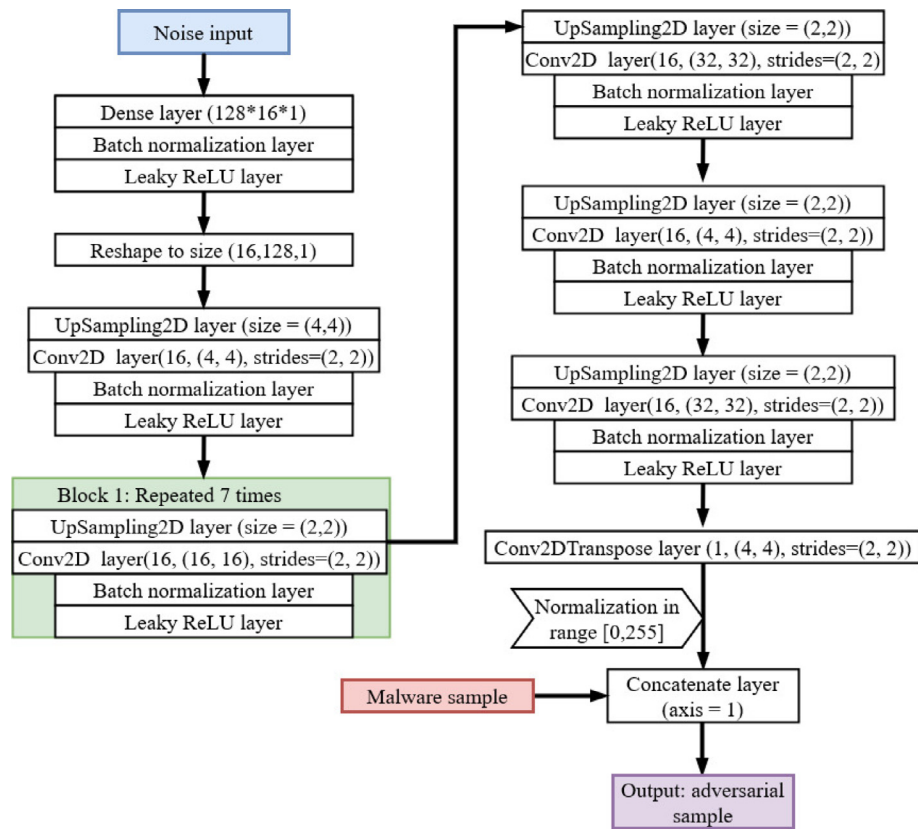 Noise input
Dense layer (128*16*1)
Batch normalization layer
Leaky ReLU layer
Reshape to size (16,128,1)
UpSampling2D layer (size = (4,4))
Conv2D layer(16, (4, 4), strides=(2, 2))
Batch normalization layer
Leaky ReLU layer
Block 1: Repeated 7 times
UpSampling2D layer (size = (2,2))
Conv2D layer(16, (16, 16), strides=(2, 2))
Batch normalization layer
Leaky ReLU layer
UpSampling2D layer (size = (2,2))
Conv2D layer(16, (32, 32), strides=(2, 2)
Batch normalization layer
Leaky ReLU layer
UpSampling2D layer (size = (2,2))
Conv2D layer(16, (4, 4), strides=(2, 2))
Batch normalization layer
Leaky ReLU layer
UpSampling2D layer (size = (2,2))
Conv2D layer(16, (32, 32), strides=(2, 2))
Batch normalization layer
Leaky ReLU layer
Conv2DTranspose layer (1, (4, 4), strides=(2, 2))
Normalization in
range [0,255]
Malware sample
Concatenate layer
(axis = 1)
Output: adversarial
sample